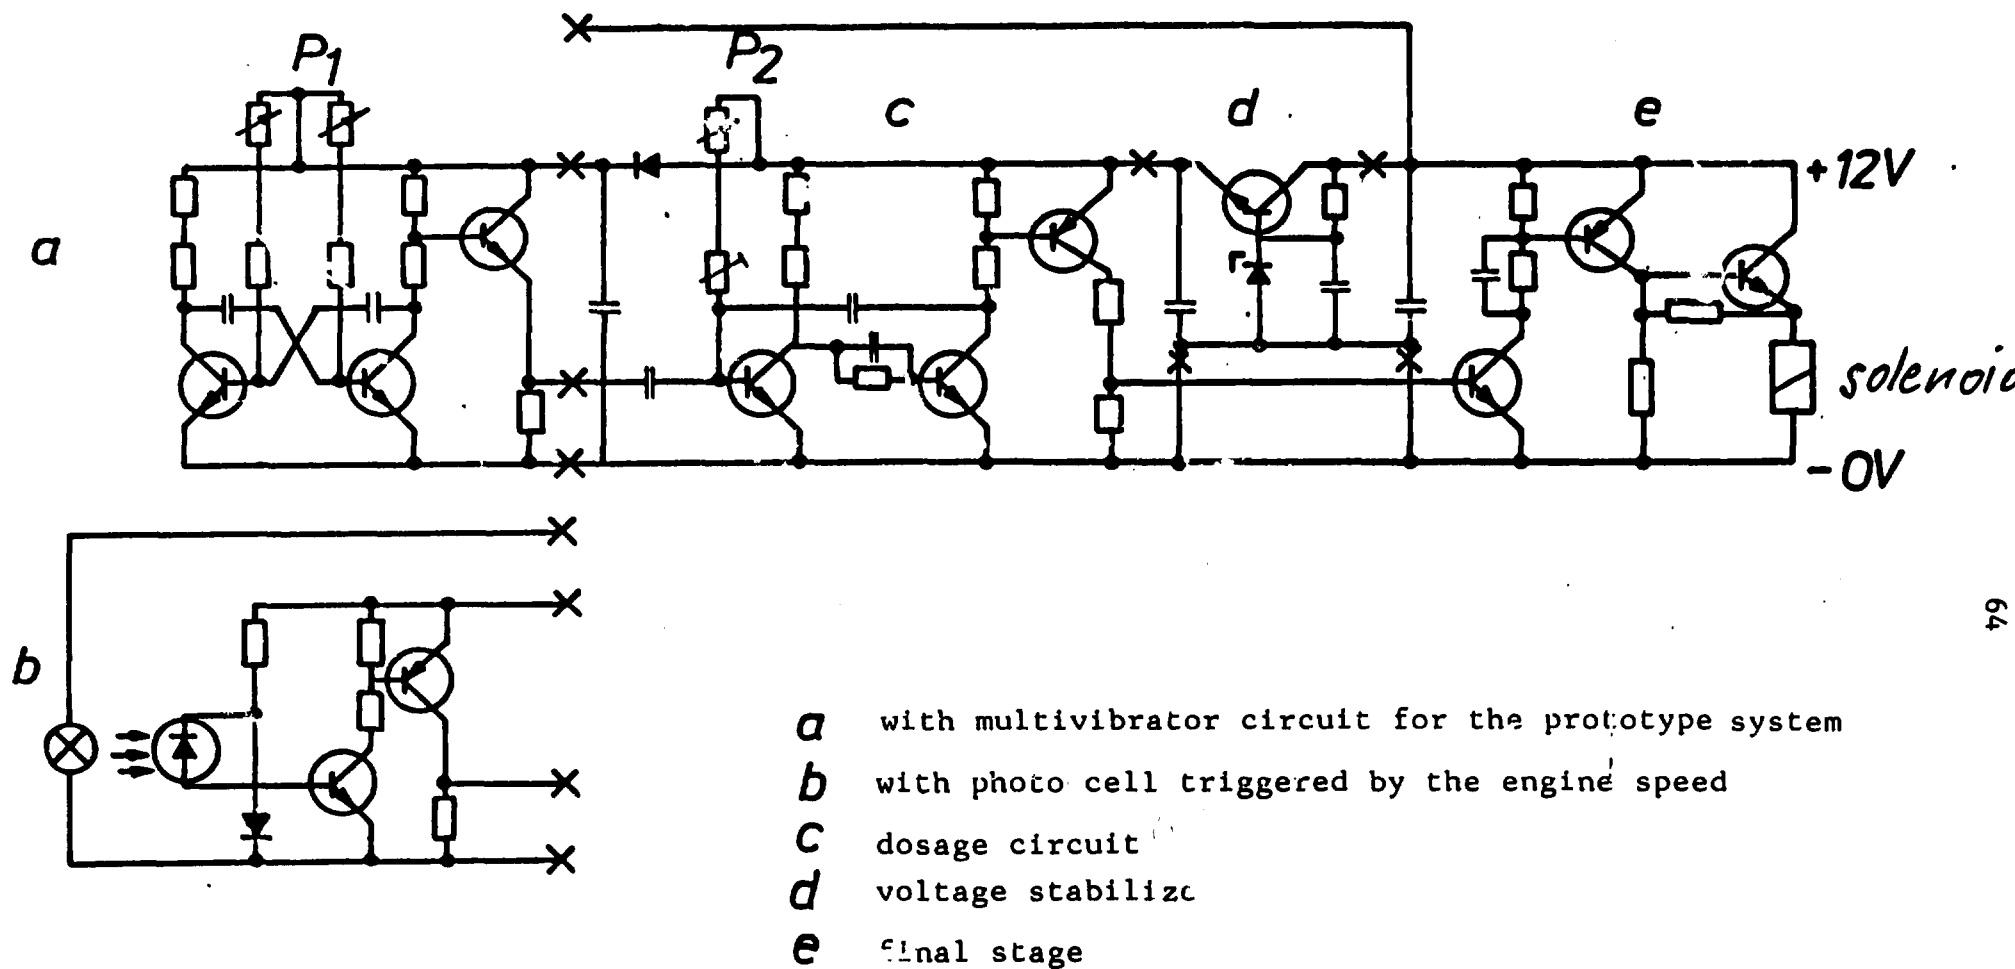 P1
P2
c
d
e
+12V
a
solenoid
-0V
64
b
a with multivibrator circuit for the prototype system
b with photo cell triggered by the engine speed
c dosage circuit
d voltage stabiliz
e final stage